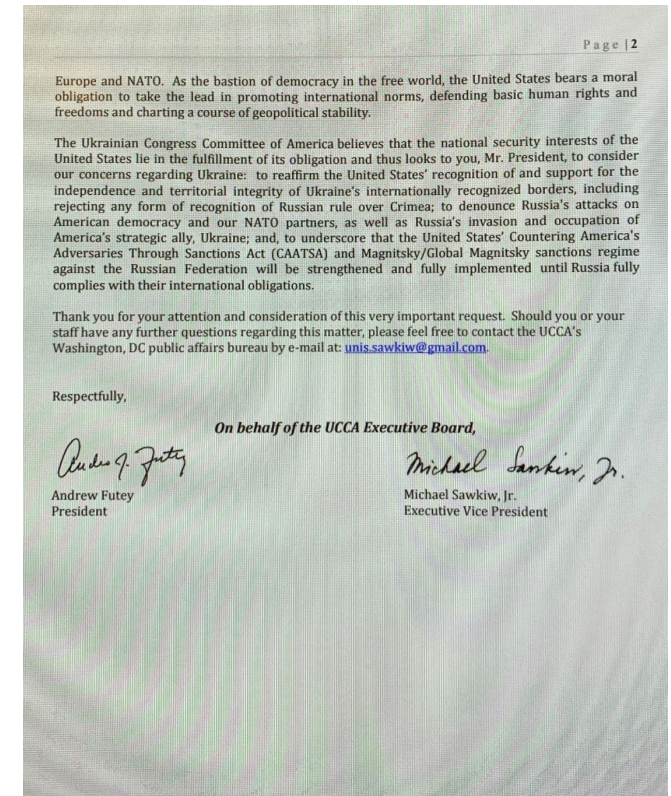 Page | 2
Europe and NATO. As the bastion of democracy in the free world, the United States bears a moral
obligation to take the lead in promoting international norms, defending basic human rights and
freedoms and charting a course of geopolitical stability.
The Ukrainian Congress Committee of America believes that the national security interests of the
United States lie in the fulfillment of its obligation and thus looks to you, Mr. President, to consider
our concerns regarding Ukraine: to reaffirm the United States' recognition of and support for the
independence and territorial integrity of Ukraine's internationally recognized borders, including
rejecting any form of recognition of Russian rule over Crimea; to denounce Russia's attacks on
American democracy and our NATO partners, as well as Russia's invasion and occupation of
America's strategic ally, Ukraine; and, to underscore that the United States' Countering America's
Adversaries Through Sanctions Act (CAATSA) and Magnitsky/Global Magnitsky sanctions regime
against the Russian Federation will be strengthened and fully implemented until Russia fully
complies with their international obligations.
Thank you for your attention and consideration of this very important request. Should you or your
staff have any further questions regarding this matter, please feel free to contact the UCCA's
Washington, DC public affairs bureau by e-mail at: unis.sawkiw@gmail.com.
Respectfully,
On behalf of the UCCA Executive Board,
Andrew J. Futey Michael Sawkiw, Jr.
Andrew Futey Michael Sawkiw, Jr.
President Executive Vice President